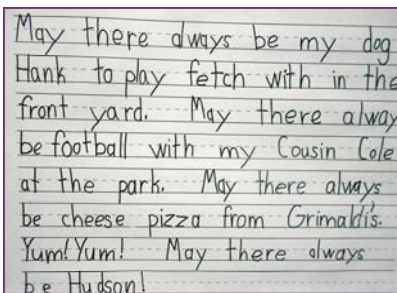 May there always be my dog
Hank to play fetch with in the
front yard. May there alway
be football with my Cousin Cole
at the park. May there always
be cheese pizza from Grimaldi's.
Yum! Yum! May there always
be Hudson!